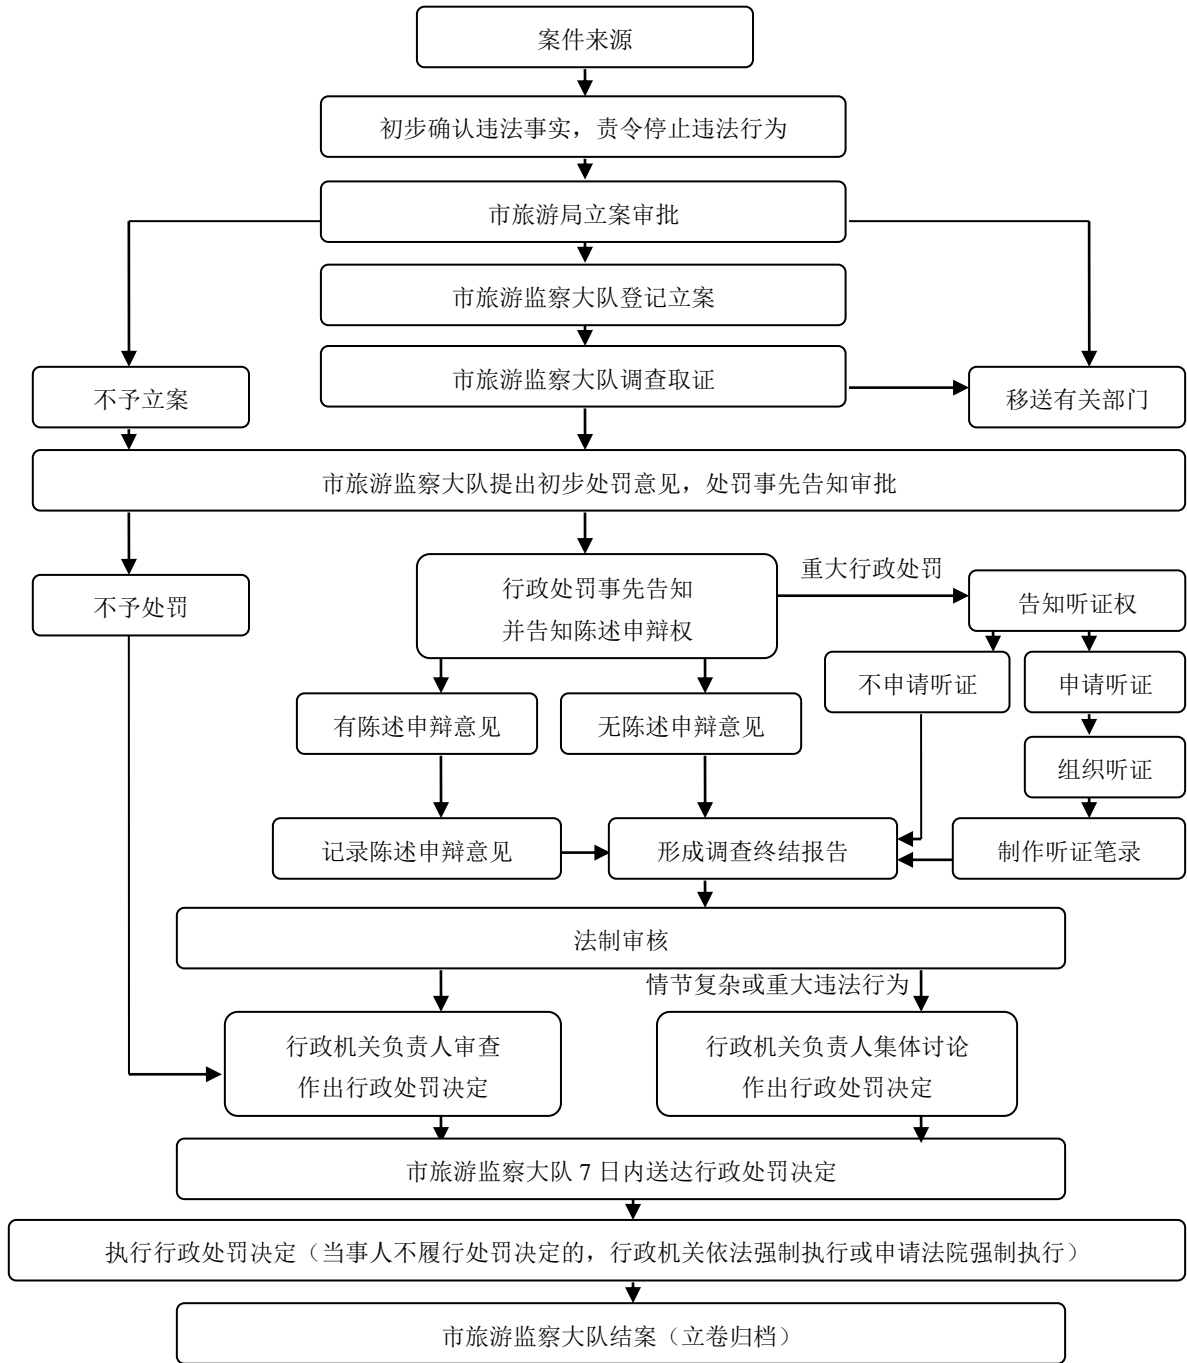 案件来源
初步确认违法事实，责令停止违法行为
市旅游局立案审批
市旅游监察大队登记立案
市旅游监察大队调查取证
不予立案
移送有关部门
市旅游监察大队提出初步处罚意见，处罚事先告知审批
重大行政处罚
行政处罚事先告知
并告知陈述申辩权
告知听证权
不予处罚
不申请听证
申请听证
有陈述申辩意见
无陈述申辩意见
组织听证
记录陈述申辩意见
形成调查终结报告
制作听证笔录
法制审核
情节复杂或重大违法行为
行政机关负责人审查
作出行政处罚决定
行政机关负责人集体讨论
作出行政处罚决定
市旅游监察大队 7 日内送达行政处罚决定
执行行政处罚决定（当事人不履行处罚决定的，行政机关依法强制执行或申请法院强制执行）
市旅游监察大队结案（立卷归档）